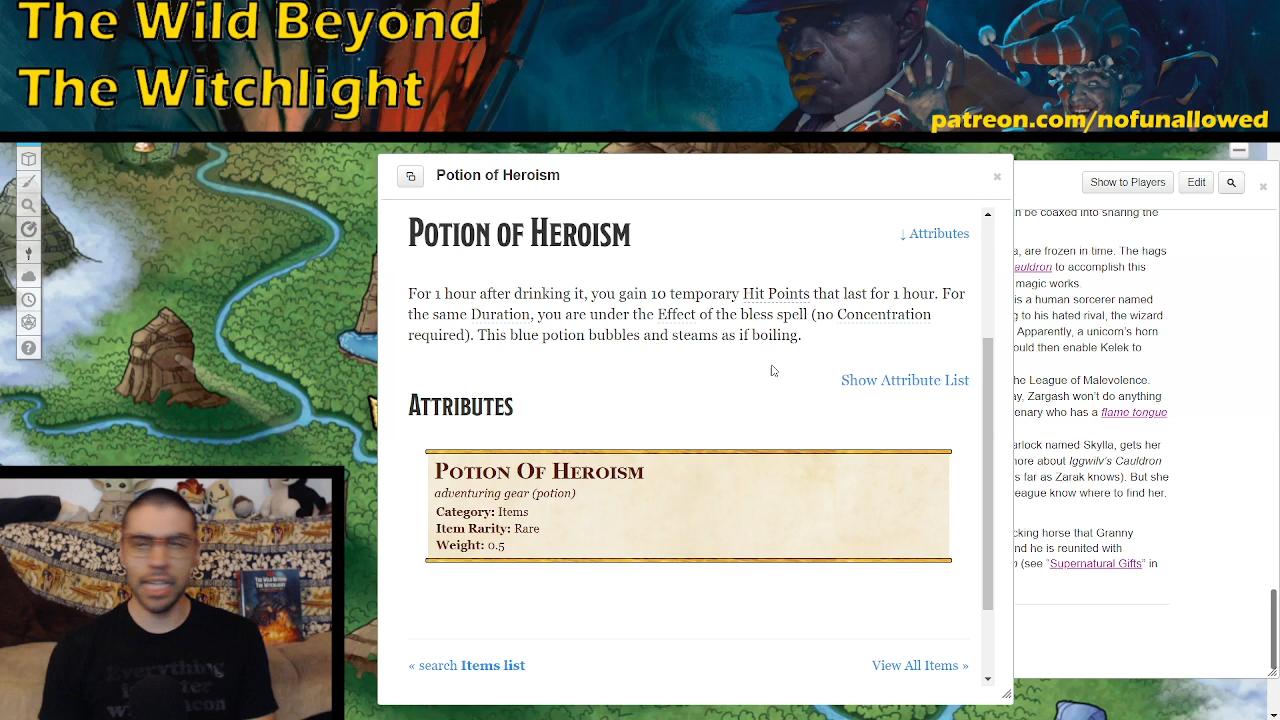 The Wild Beyond
The Witchlight
patreon.com/nofunallowed
Potion of Heroism
Show to Players
Edit
Potion of Heroism
↓ Attributes
For 1 hour after drinking it, you gain 10 temporary Hit Points that last for 1 hour. For
the same Duration, you are under the Effect of the bless spell (no Concentration
required). This blue potion bubbles and steams as if boiling.
Show Attribute List
Attributes
Potion Of Heroism
adventuring gear (potion)
Category: Items
Item Rarity: Rare
Weight: 0.5
« search Items list
View All Items »
n be coaxed into sharing the
a, are frozen in time. The hags
auldron to accomplish this
magic works.
is a human sorcerer named
g to his hated rival, the wizard
Apparently, a unicorn's horn
ould then enable Kelek to
he League of Malevolence.
ay, Zargash won't do anything
enary who has a flame tongue
arlock named Skylla, gets her
nore about Iggwilv's Cauldron
s far as Zarak knows). But she
eague know where to find her.
cking horse that Granny
nd he is reunited with
n (see "Supernatural Gifts" in
The Wild Beyond
The Witchlight
Everything